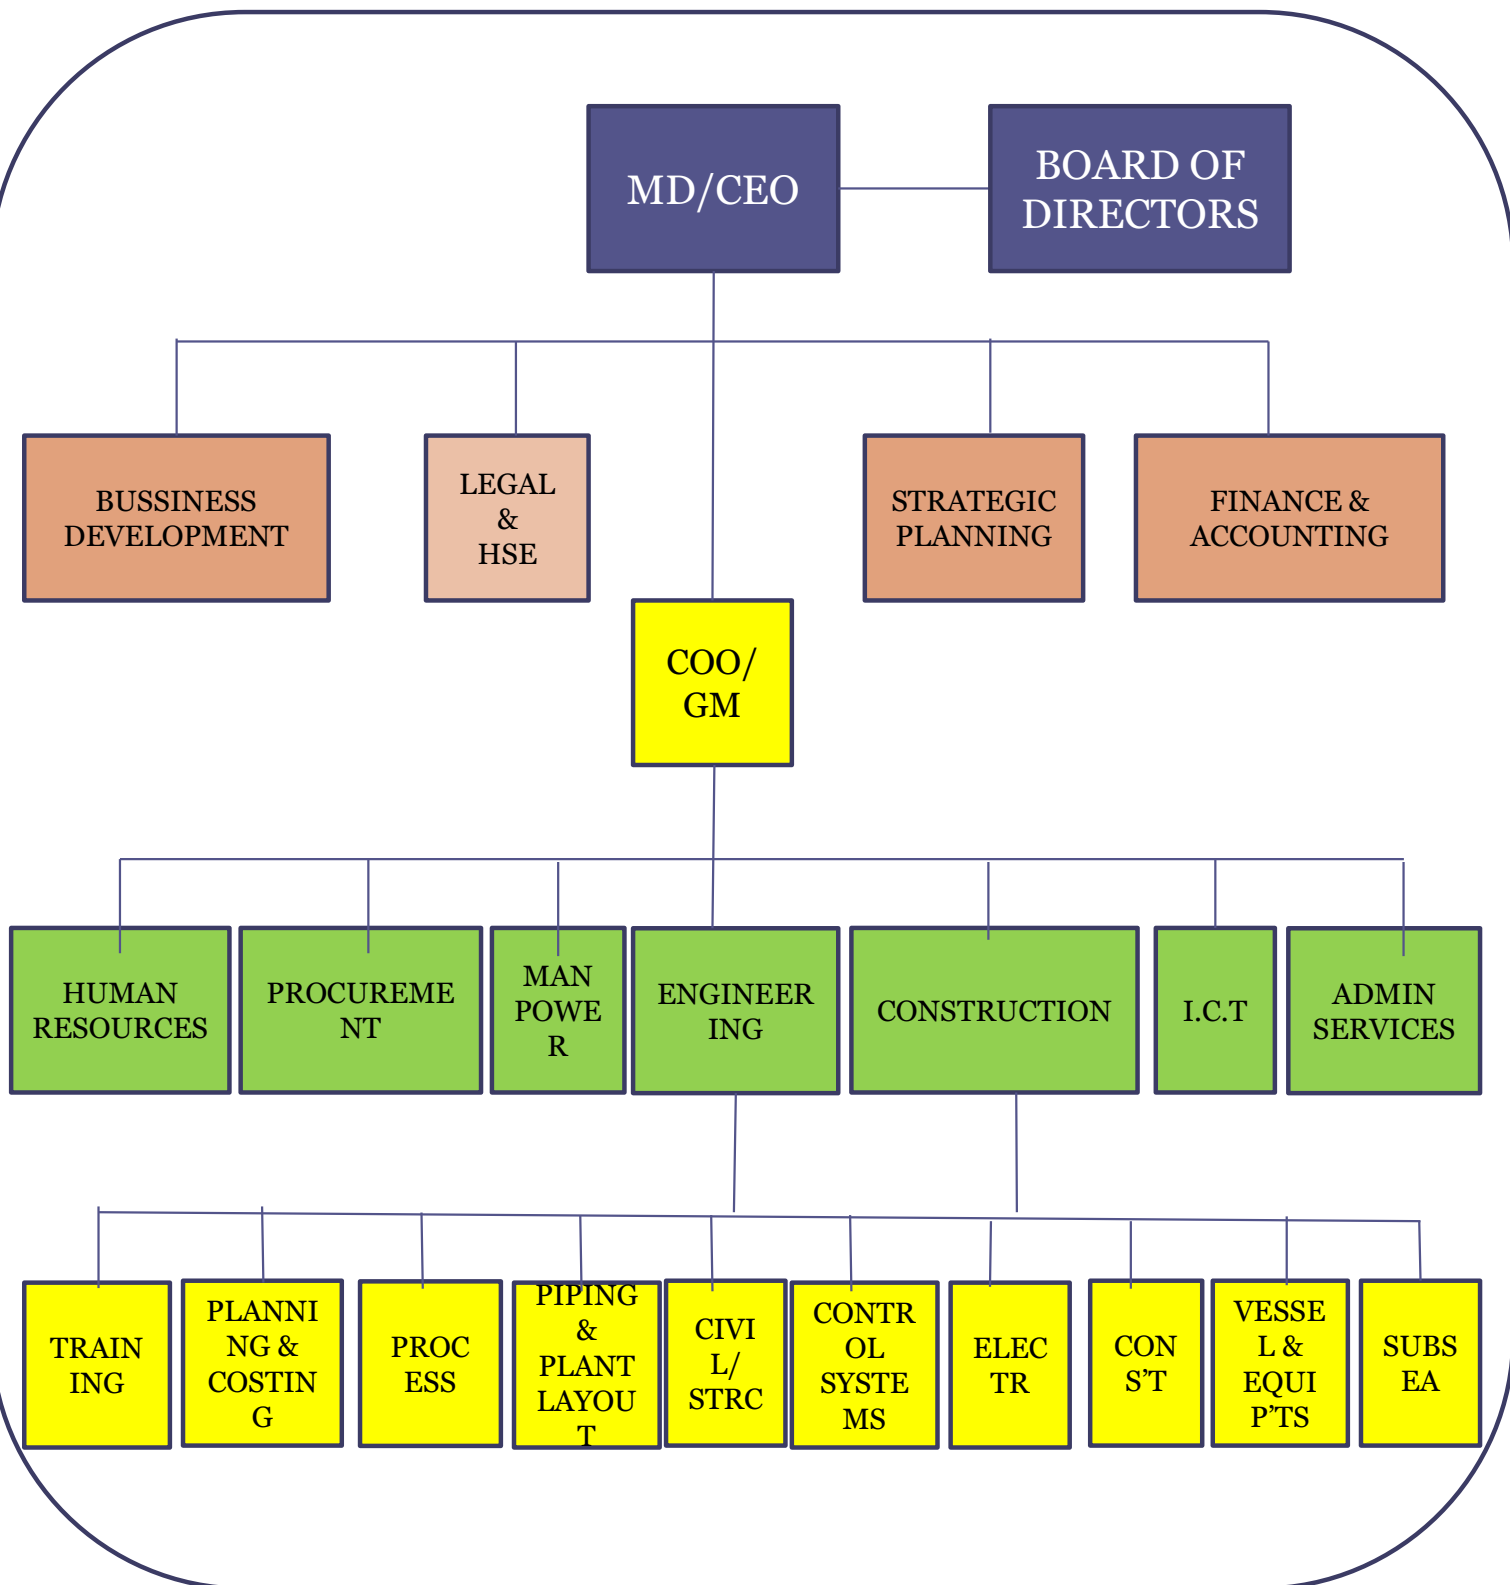 MD/CEO
BOARD OF
DIRECTORS
BUSSINESS
DEVELOPMENT
LEGAL
&
HSE
STRATEGIC
PLANNING
FINANCE &
ACCOUNTING
COO/
GM
HUMAN
RESOURCES
PROCUREME
NT
MAN
POWE
R
ENGINEER
ING
CONSTRUCTION
I.C.T
ADMIN
SERVICES
TRAIN
ING
PLANNI
NG &
COSTIN
G
PROC
ESS
PIPING
&
PLANT
LAYOU
T
CIVI
L/
STRC
CONTR
OL
SYSTE
MS
ELEC
TR
CON
S’T
VESSE
L &
EQUI
P’TS
SUBS
EA